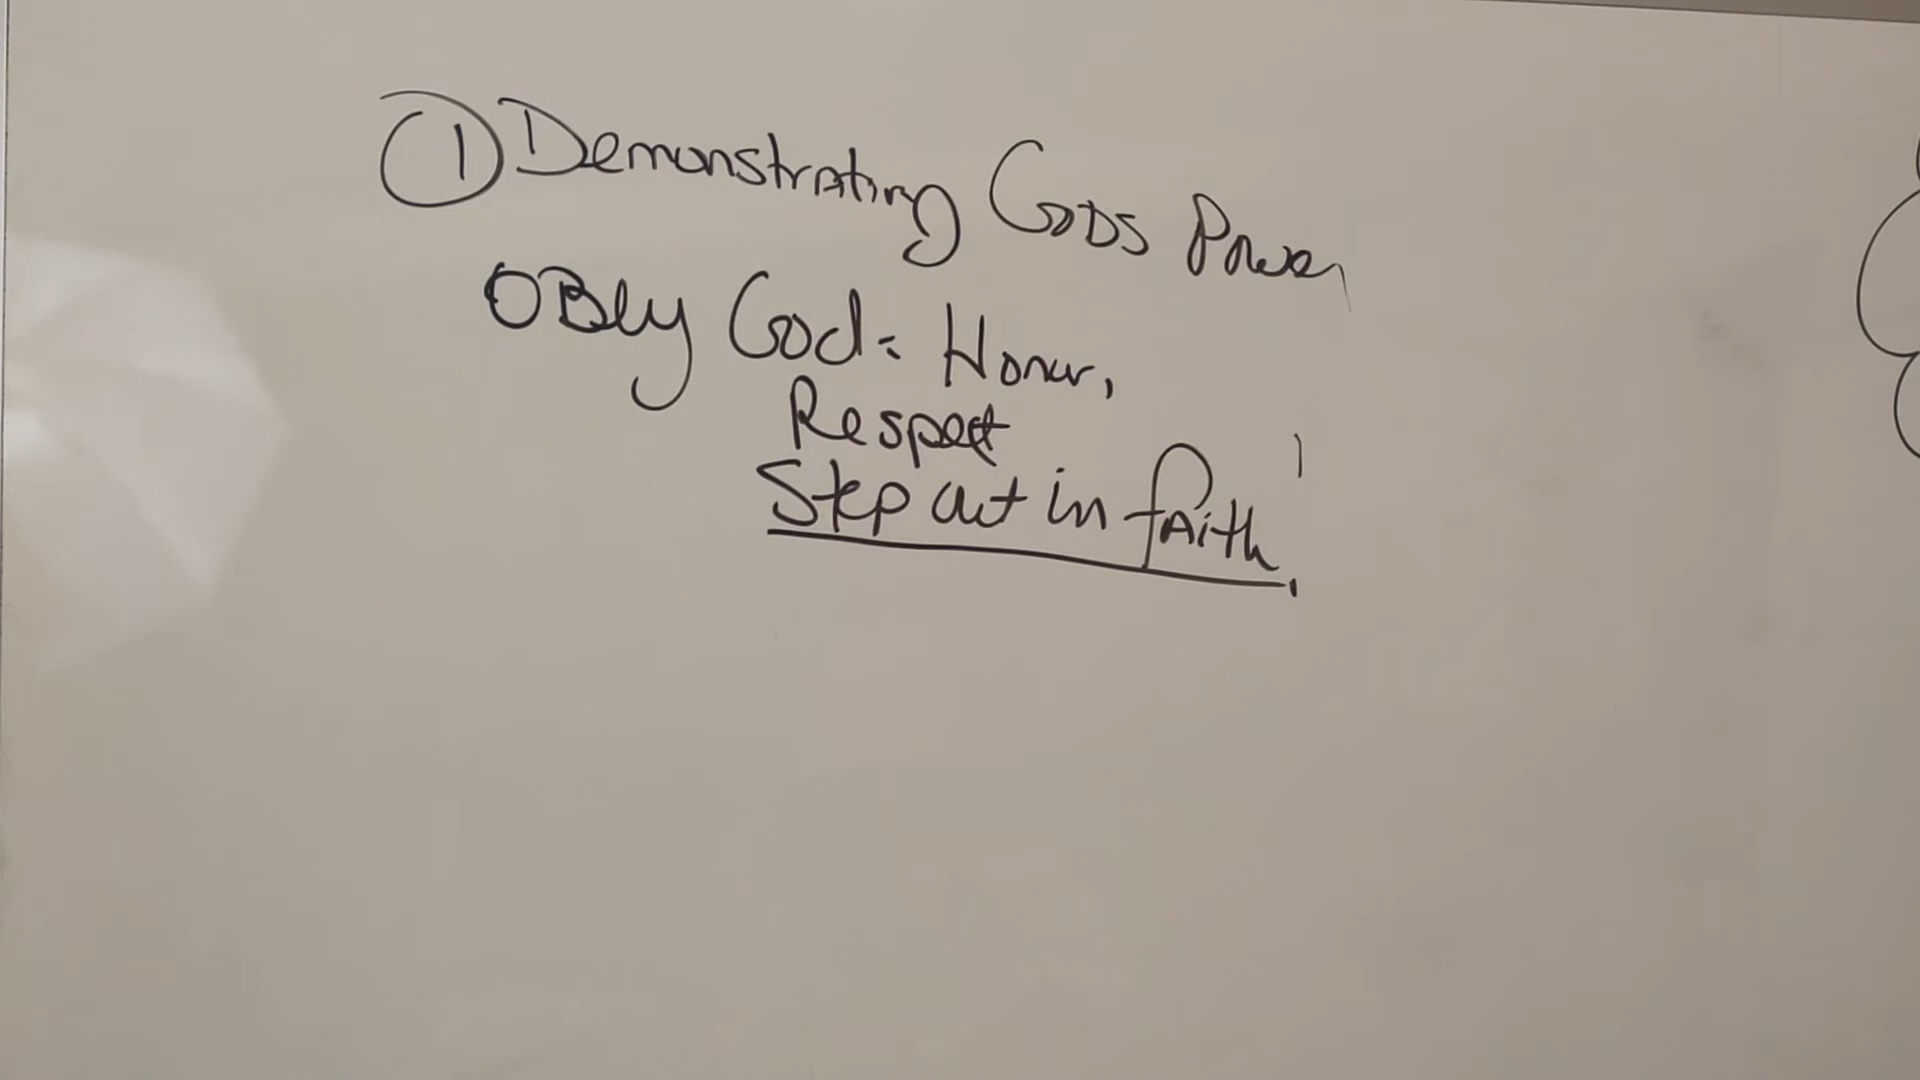 ① Demonstrating GODS Power
OBey God = Honor,
Respect
Step out in fAith!